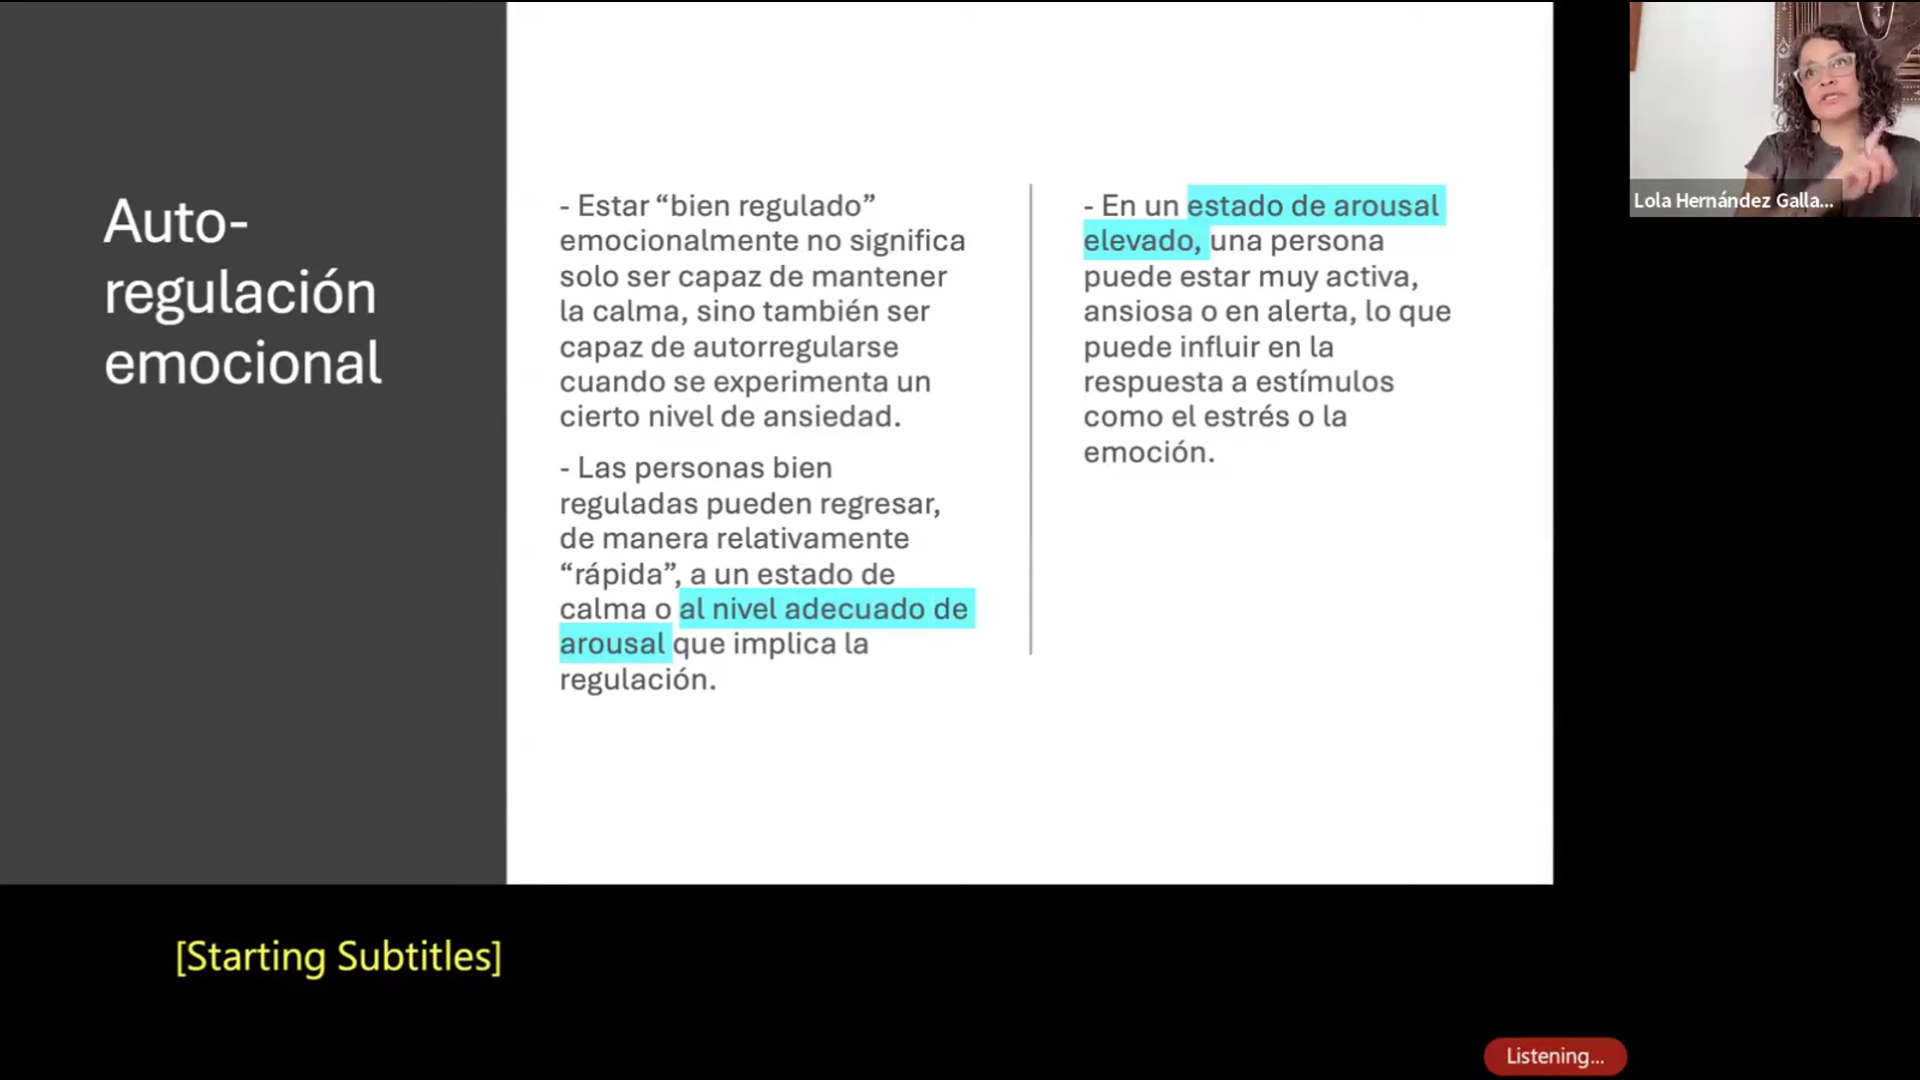 Auto-
regulación
emocional
- Estar “bien regulado”
emocionalmente no significa
solo ser capaz de mantener
la calma, sino también ser
capaz de autorregularse
cuando se experimenta un
cierto nivel de ansiedad.
- Las personas bien
reguladas pueden regresar,
de manera relativamente
“rápida”, a un estado de
calma o al nivel adecuado de
arousal que implica la
regulación.
- En un estado de arousal
elevado, una persona
puede estar muy activa,
ansiosa o en alerta, lo que
puede influir en la
respuesta a estímulos
como el estrés o la
emoción.
Lola Hernández Galla...
[Starting Subtitles]
Listening...